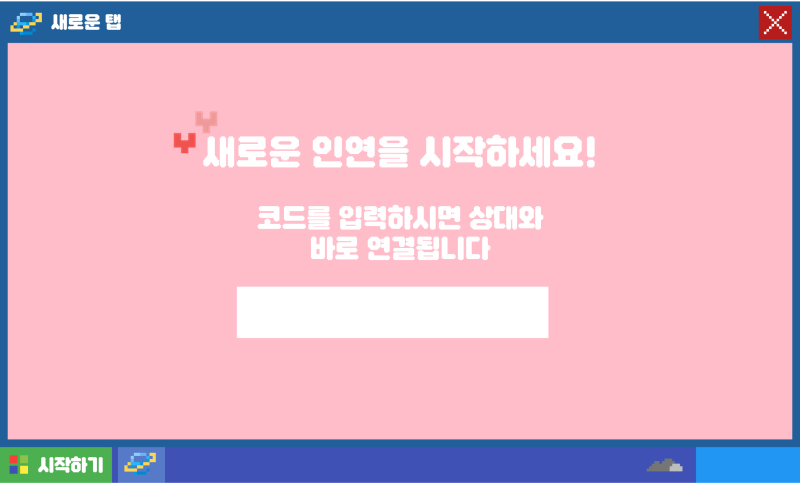 새로운 탭
새로운 인연을 시작하세요!
코드를 입력하시면 상대와
바로 연결됩니다
시작하기